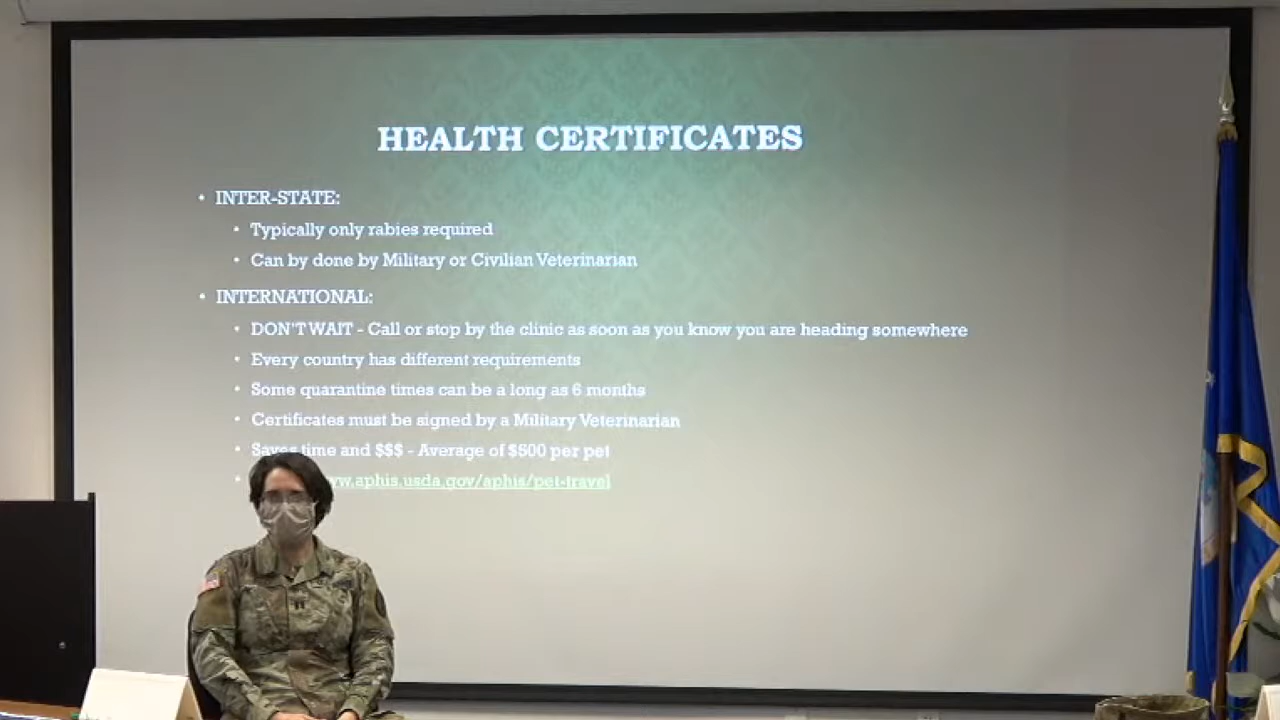 HEALTH CERTIFICATES
• INTER-STATE:
• Typically only rabies required
• Can by done by Military or Civilian Veterinarian
• INTERNATIONAL:
• DON'T WAIT - Call or stop by the clinic as soon as you know you are heading somewhere
• Every country has different requirements
• Some quarantine times can be a long as 6 months
• Certificates must be signed by a Military Veterinarian
• Saves time and $$$ - Average of $500 per pet
• w.aphis.usda.gov/aphis/pet-travel